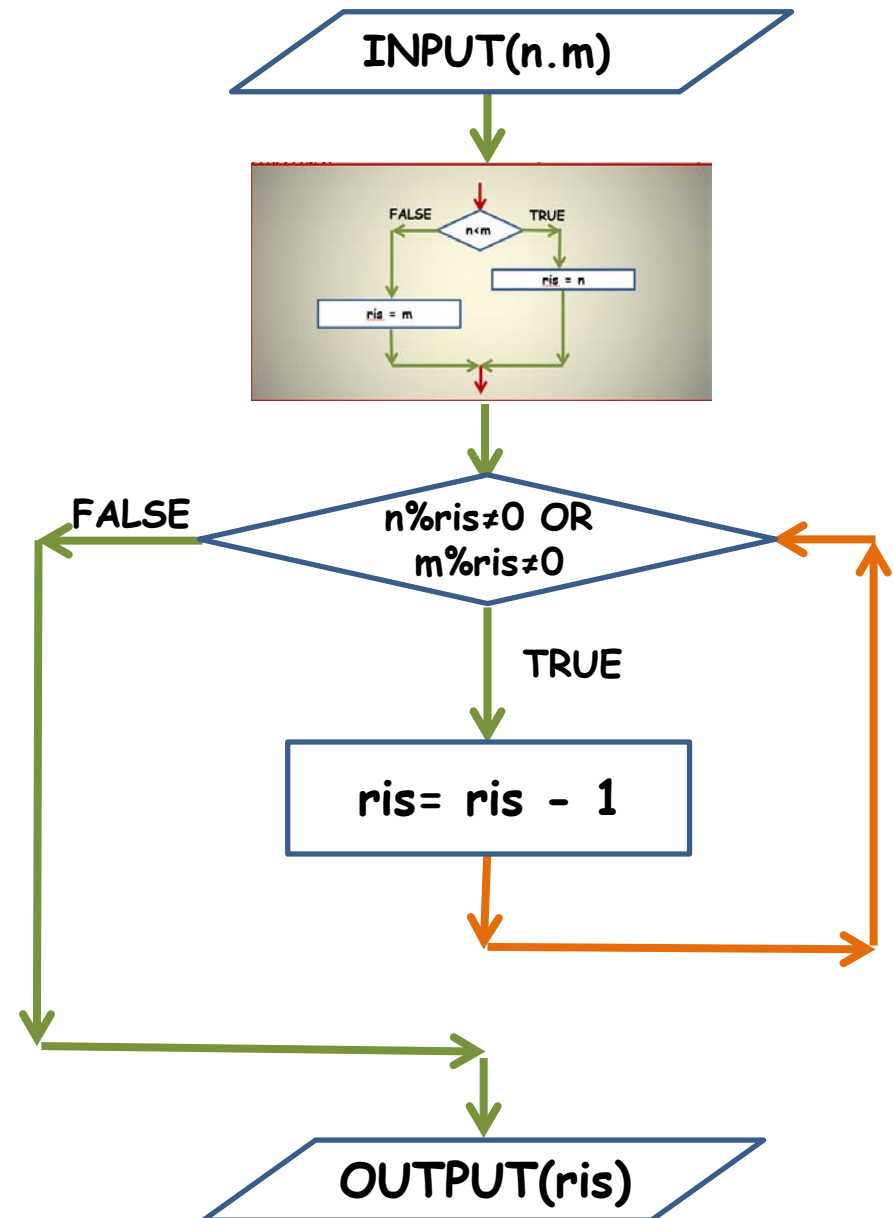 INPUT(n.m)
FALSE
TRUE
n<m
ris = n
ris = m
FALSE
n%ris≠0 OR
m%ris≠0
TRUE
ris= ris - 1
OUTPUT(ris)